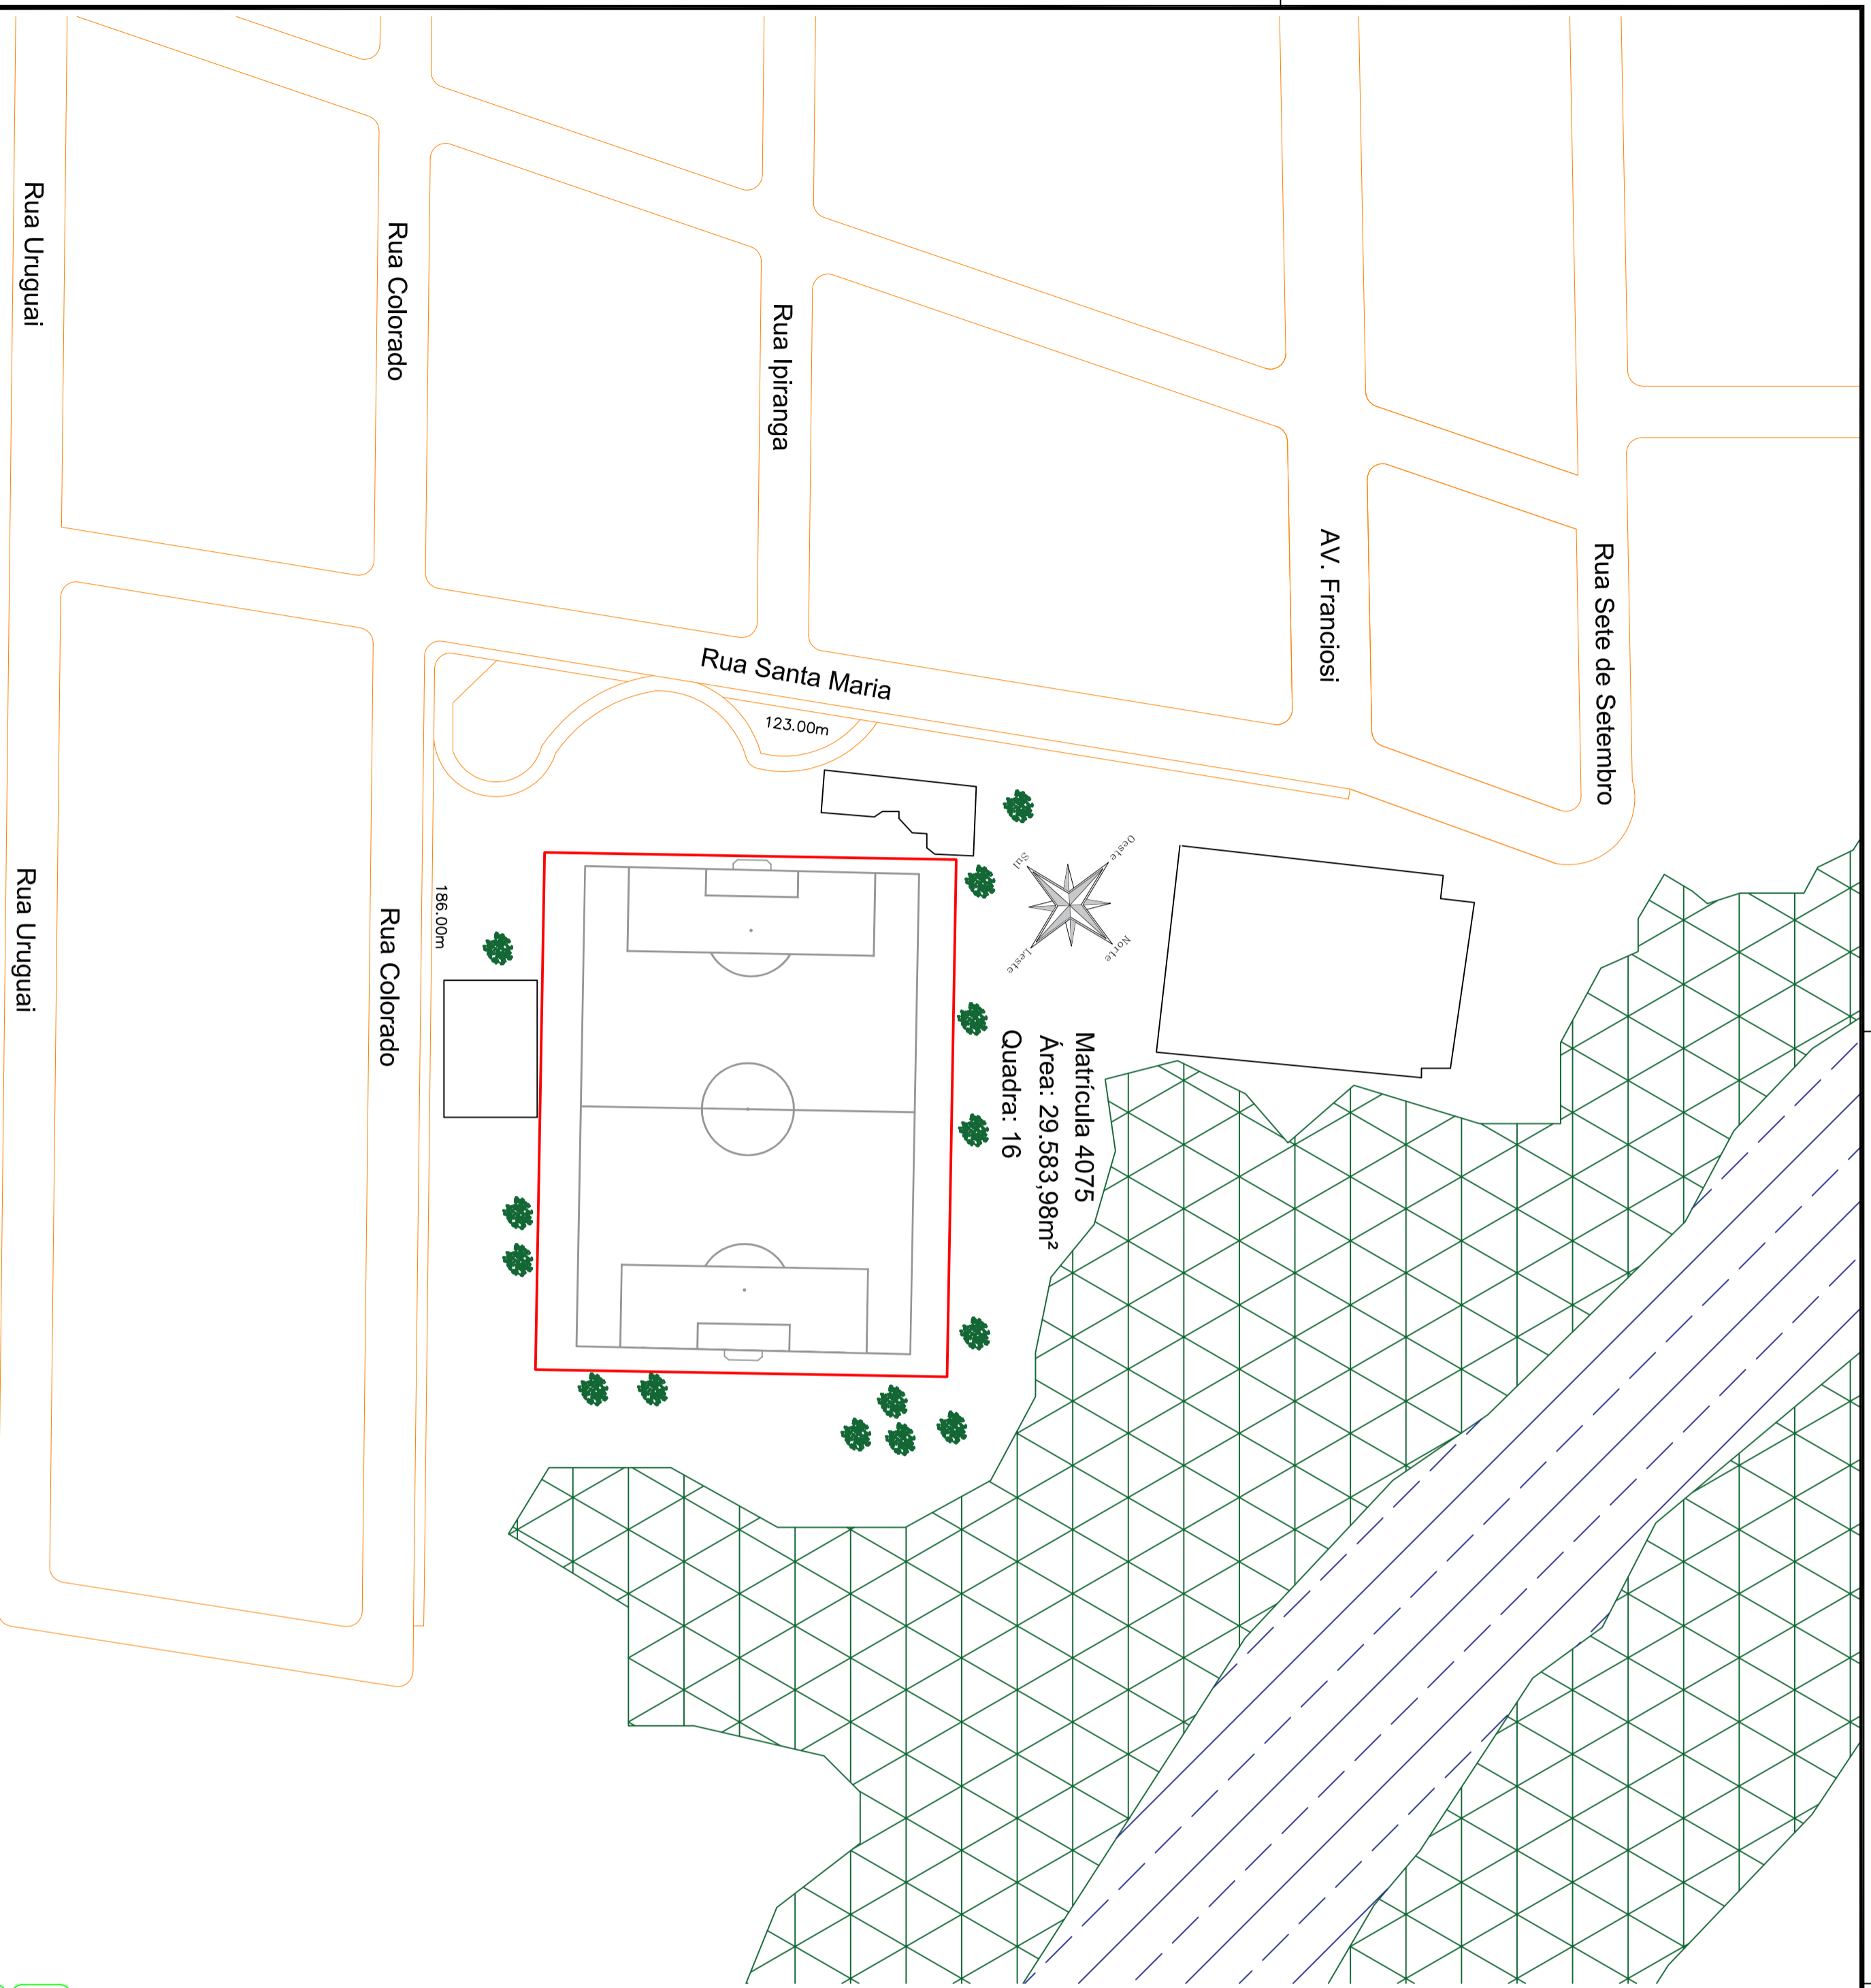 Rua Uruguai
Rua Colorado
Rua Ipiranga
AV. Franciosi
Rua Sete de Setembro
Rua Santa Maria
123.00m
Oeste
Sul
Norte
Leste
Matrícula 4075
Área: 29.583,98m²
Quadra: 16
186.00m
Rua Colorado
Rua Uruguai